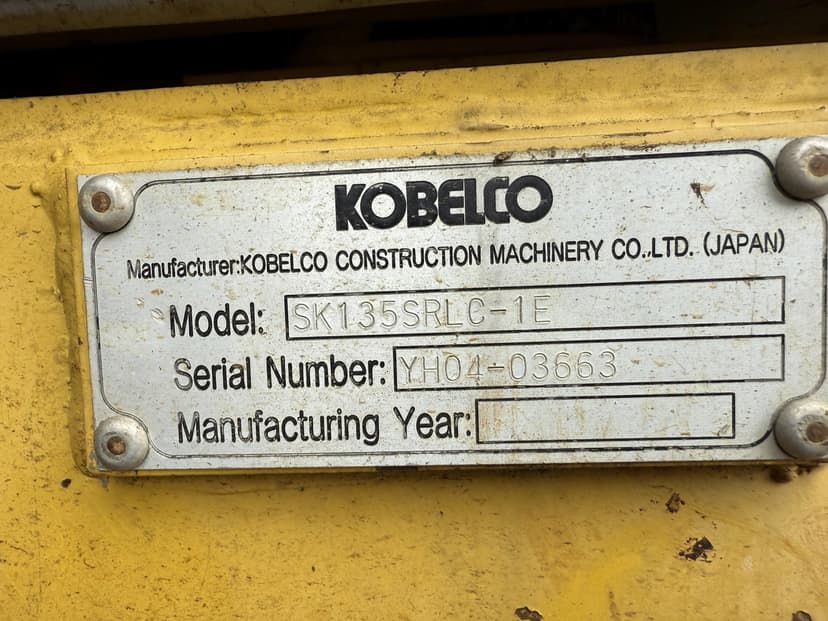 KOBELCO
Manufacturer:KOBELCO CONSTRUCTION MACHINERY CO.,LTD. (JAPAN)
Model: SK135SRLC-1E
Serial Number: YH04-03663
Manufacturing Year: